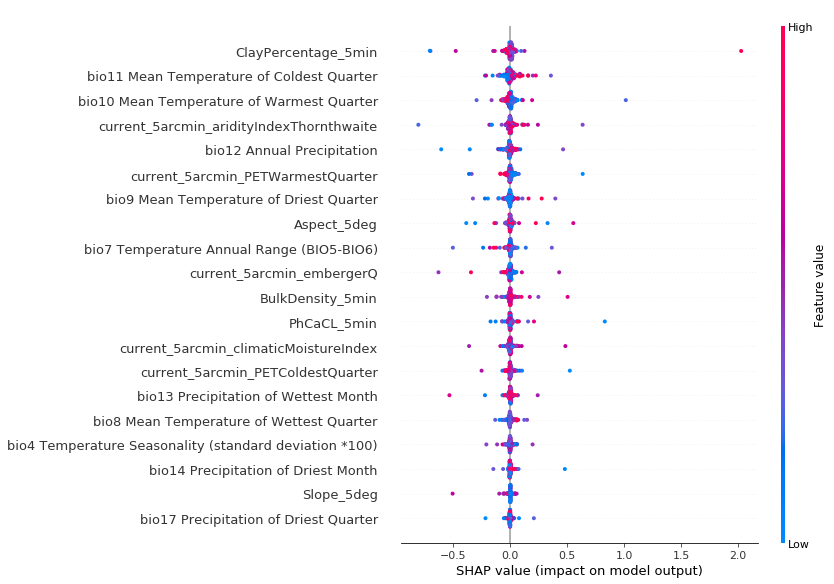 High
ClayPercentage_5min
bio11 Mean Temperature of Coldest Quarter
bio10 Mean Temperature of Warmest Quarter
current_5arcmin_aridityIndexThornthwaite
bio12 Annual Precipitation
current_5arcmin_PETWarmestQuarter
bio9 Mean Temperature of Driest Quarter
Aspect_5deg
bio7 Temperature Annual Range (BIO5-BIO6)
current_5arcmin_embergerQ
BulkDensity_5min
PhCaCL_5min
current_5arcmin_climaticMoistureIndex
current_5arcmin_PETColdestQuarter
bio13 Precipitation of Wettest Month
bio8 Mean Temperature of Wettest Quarter
bio4 Temperature Seasonality (standard deviation *100)
bio14 Precipitation of Driest Month
Slope_5deg
bio17 Precipitation of Driest Quarter
Feature value
Low
−0.5 0.0 0.5 1.0 1.5 2.0
SHAP value (impact on model output)